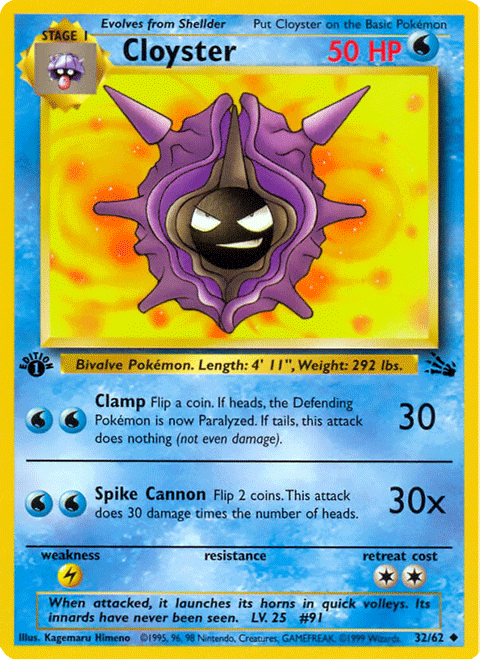 Evolves from Shellder
Put Cloyster on the Basic Pokémon
STAGE 1
Cloyster
50 HP
EDITION
1
Bivalve Pokémon. Length: 4' 11", Weight: 292 lbs.
Clamp Flip a coin. If heads, the Defending
Pokémon is now Paralyzed. If tails, this attack
does nothing (not even damage).
30
Spike Cannon Flip 2 coins. This attack
does 30 damage times the number of heads.
30x
weakness
resistance
retreat cost
When attacked, it launches its horns in quick volleys. Its
innards have never been seen. LV. 25 #91
Illus. Kagemaru Himeno ©1995, 96, 98 Nintendo, Creatures, GAMEFREAK. ©1999 Wizards. 32/62